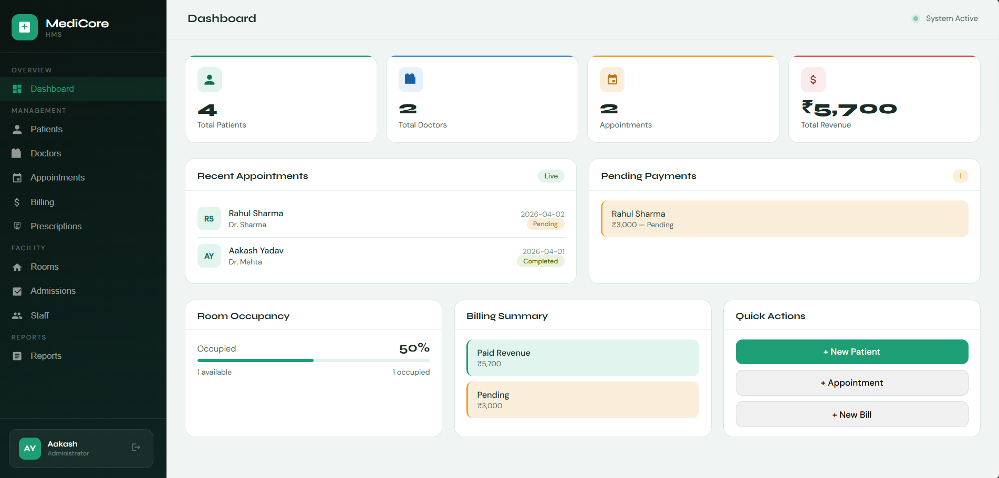 MediCore
HMS
OVERVIEW
Dashboard
MANAGEMENT
Patients
Doctors
Appointments
Billing
Prescriptions
FACILITY
Rooms
Admissions
Staff
REPORTS
Reports
AY
Aakash
Administrator
Dashboard
System Active
4
Total Patients
2
Total Doctors
2
Appointments
$
₹5,700
Total Revenue
Recent Appointments
Live
RS
Rahul Sharma
Dr. Sharma
2026-04-02
Pending
AY
Aakash Yadav
Dr. Mehta
2026-04-01
Completed
Pending Payments
1
Rahul Sharma
₹3,000 — Pending
Room Occupancy
Occupied
50%
1 available
1 occupied
Billing Summary
Paid Revenue
₹5,700
Pending
₹3,000
Quick Actions
+ New Patient
+ Appointment
+ New Bill